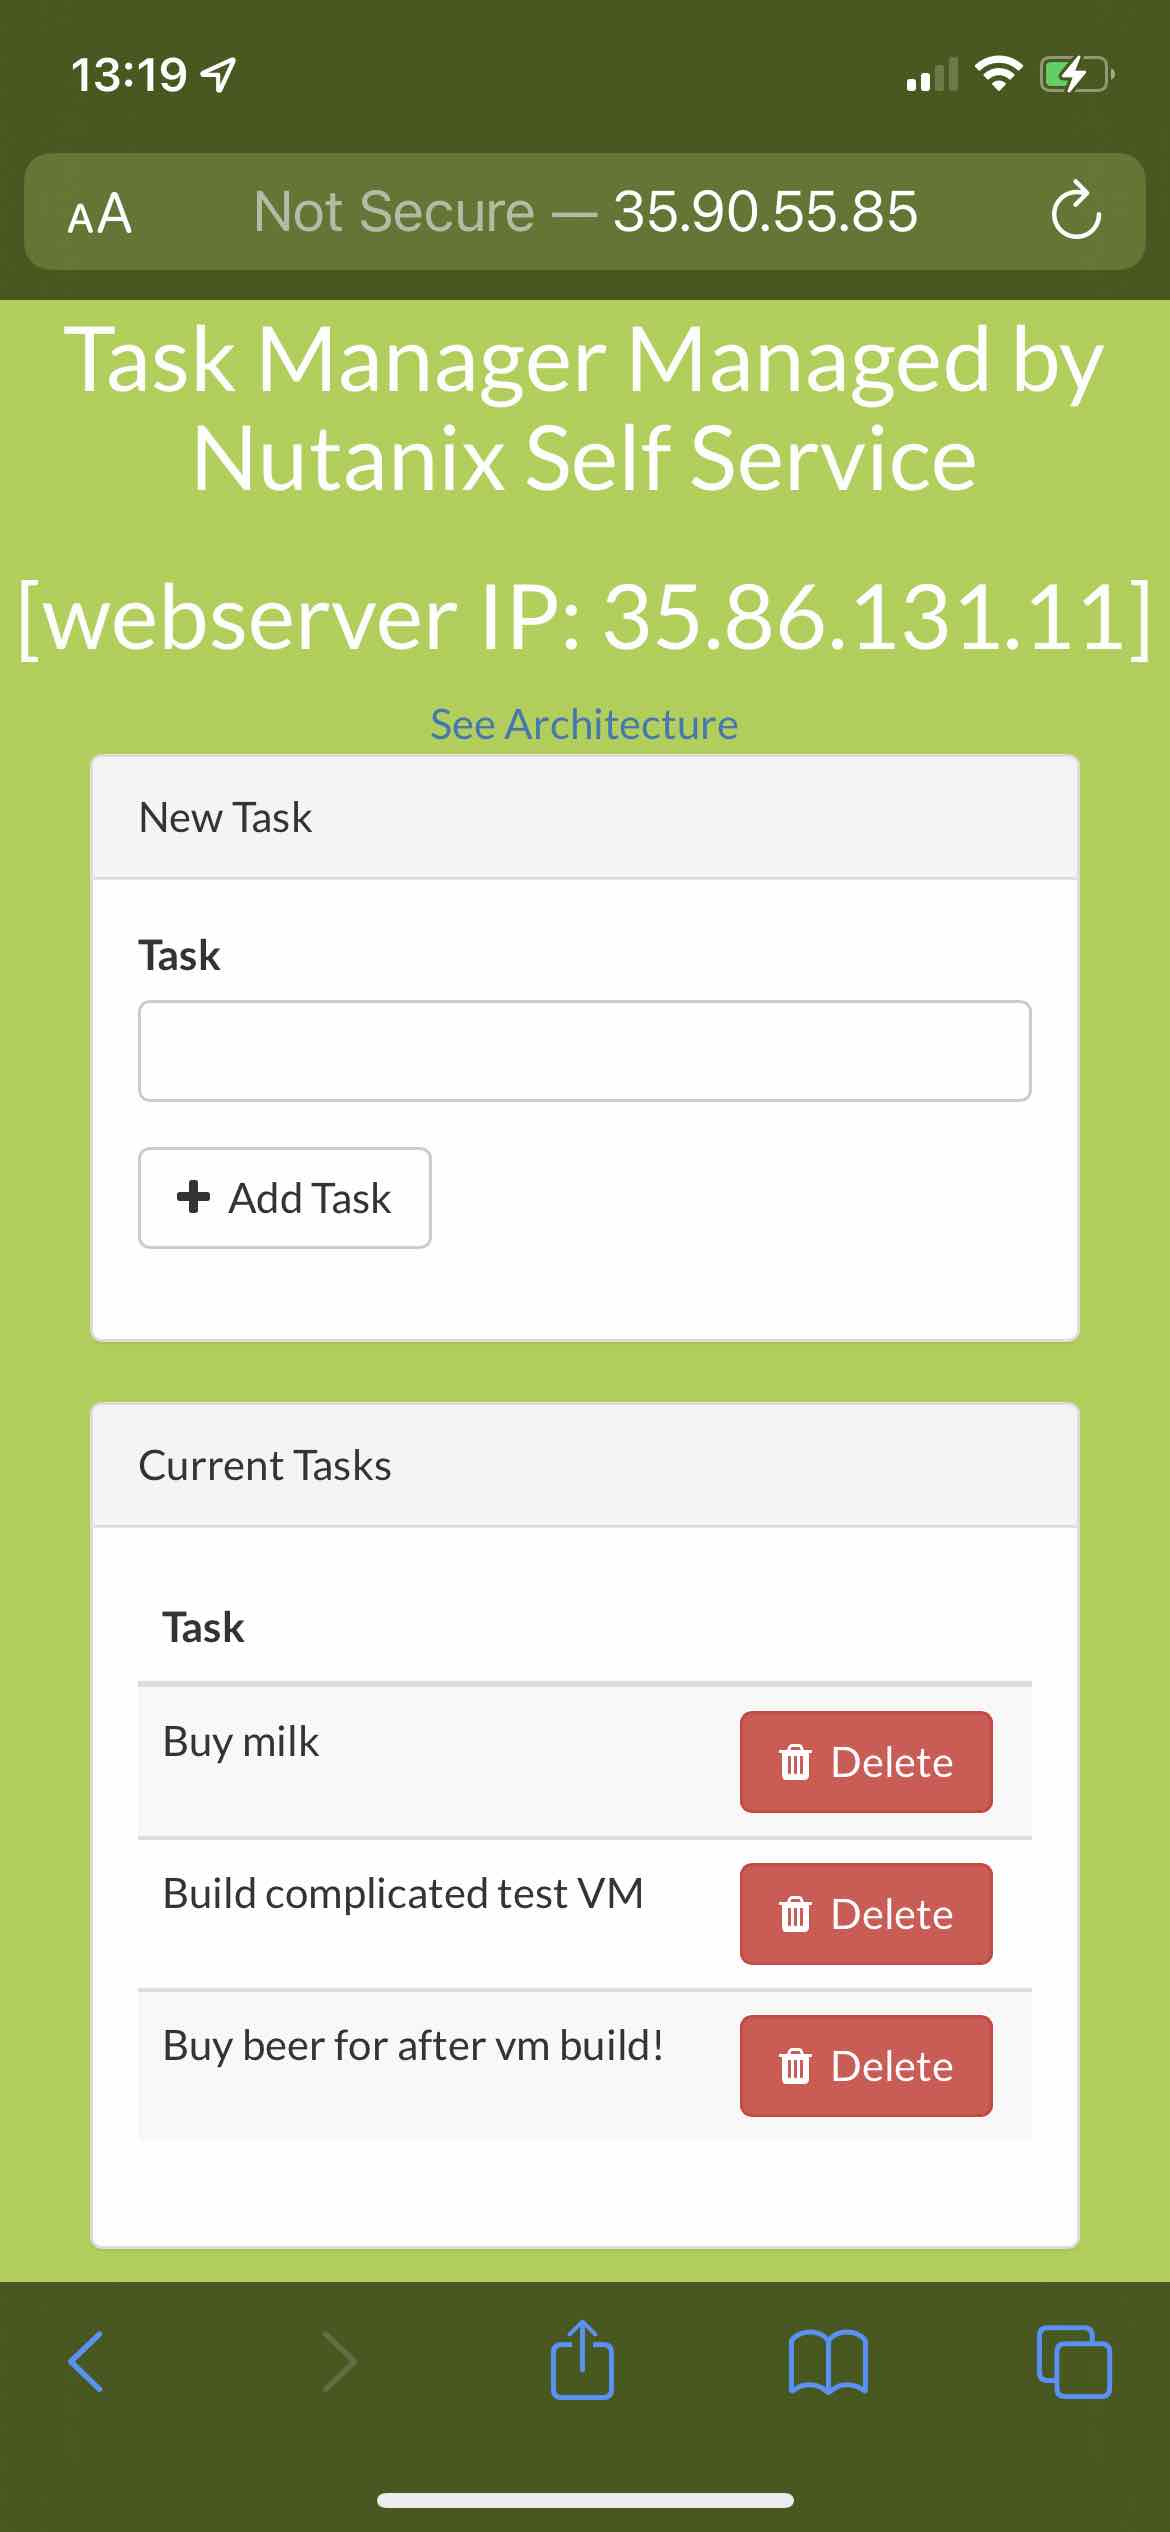 13:19
AA Not Secure — 35.90.55.85
Task Manager Managed by
Nutanix Self Service
[webserver IP: 35.86.131.11]
See Architecture
New Task
Task
Add Task
Current Tasks
Task
Buy milk Delete
Build complicated test VM Delete
Buy beer for after vm build! Delete